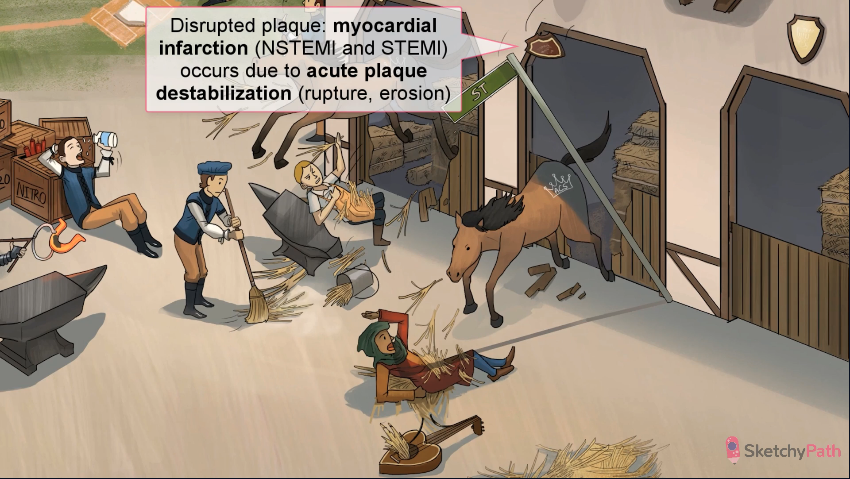 Disrupted plaque: myocardial
infarction (NSTEMI and STEMI)
occurs due to acute plaque
destabilization (rupture, erosion)
ST
ACS
NITRO
SketchyPath